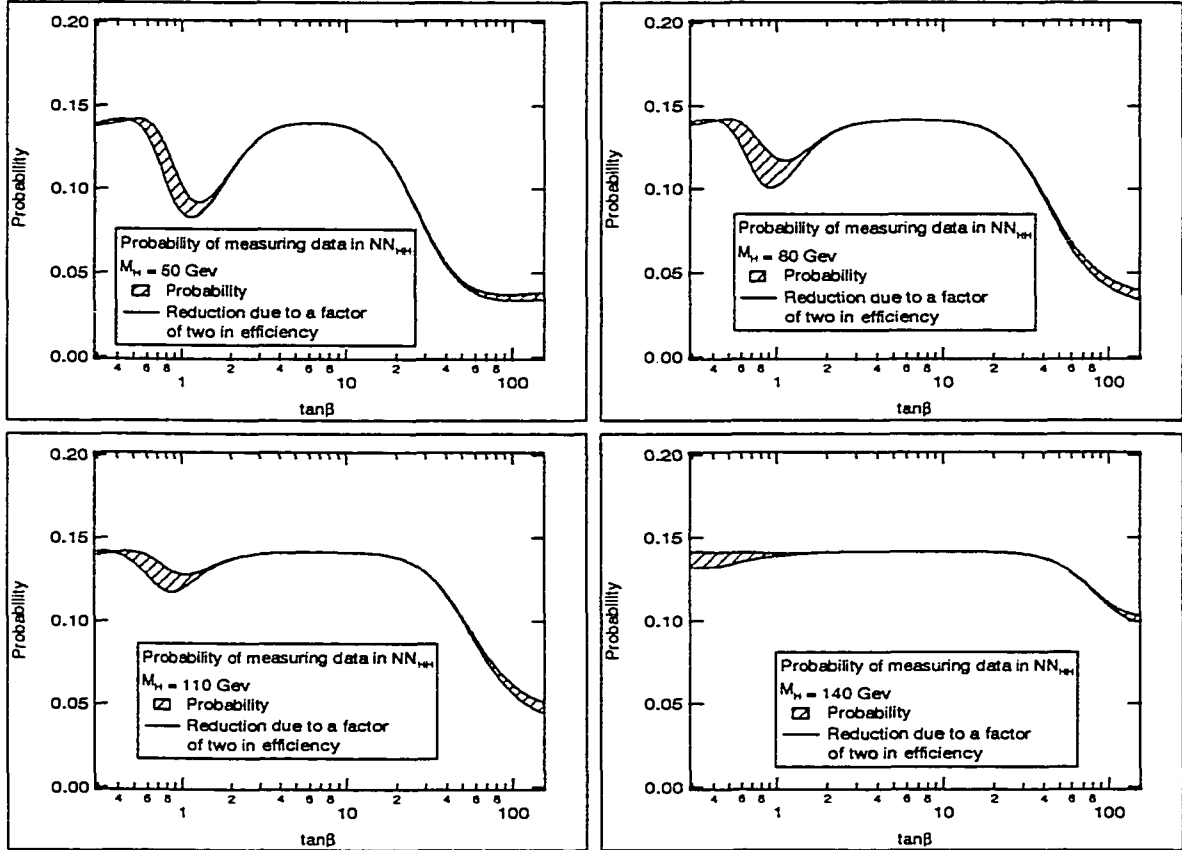 0.20
0.15
0.10
0.05
0.00
Probability
Probability of measuring data in NN_HH
M_H = 50 Gev
Probability
Reduction due to a factor
of two in efficiency
4 6 8 2 4 6 8 2 4 6 8
1 10 100
tanβ
0.20
0.15
0.10
0.05
0.00
Probability
Probability of measuring data in NN_HH
M_H = 80 Gev
Probability
Reduction due to a factor
of two in efficiency
4 6 8 2 4 6 8 2 4 6 8
1 10 100
tanβ
0.20
0.15
0.10
0.05
0.00
Probability
Probability of measuring data in NN_HH
M_H = 110 Gev
Probability
Reduction due to a factor
of two in efficiency
4 6 8 2 4 6 8 2 4 6 8
1 10 100
tanβ
0.20
0.15
0.10
0.05
0.00
Probability
Probability of measuring data in NN_HH
M_H = 140 Gev
Probability
Reduction due to a factor
of two in efficiency
4 6 8 2 4 6 8 2 4 6 8
1 10 100
tanβ